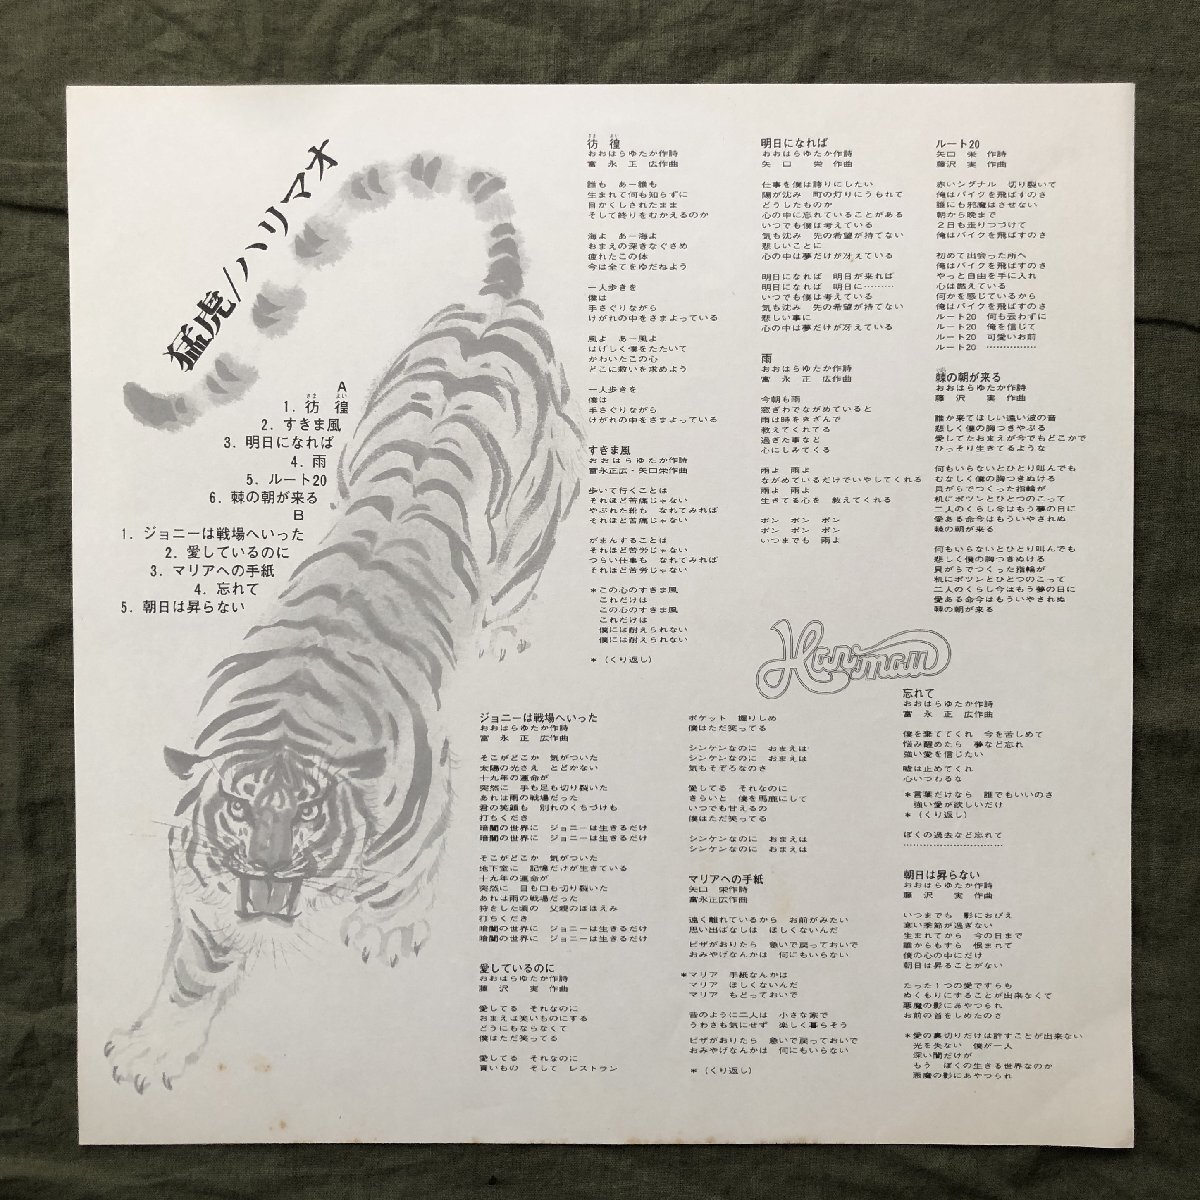 猛虎/ハリマオ
A
1. 彷徨
さま よい
2. すきま風
3. 明日になれば
4. 雨
5. ルート20
6. 棘の朝が来る
B
1. ジョニーは戦場へいった
2. 愛しているのに
3. マリアへの手紙
4. 忘れて
5. 朝日は昇らない
さま よい
彷徨
おおはらゆたか作詩
富永正広作曲
誰も あー誰も
生まれて何も知らずに
目かくしされたまま
そして終りをむかえるのか
海よ あー海よ
おまえの深きなぐさめ
疲れたこの体
今は全てをゆだねよう
一人歩きを
僕は
手さぐりながら
けがれの中をさまよっている
風よ あー風よ
はげしく僕をたたいて
かわいたこの心
どこに救いを求めよう
一人歩きを
僕は
手さぐりながら
けがれの中をさまよっている
すきま風
おおはらゆたか作詩
富永正広・矢口栄作曲
歩いて行くことは
それほど苦痛じゃない
やぶれた靴も なれてみれば
それほど苦痛じゃない
がまんすることは
それほど苦労じゃない
つらい仕事も なれてみれば
それほど苦労じゃない
*この心のすきま風
これだけは
この心のすきま風
これだけは
僕には耐えられない
僕には耐えられない
*(くり返し)
明日になれば
おおはらゆたか作詩
矢口 栄作曲
仕事を僕は誇りにしたい
陽が沈み 町の灯りにうもれて
どうしたものか
心の中に忘れていることがある
いつでも僕は考えている
気も沈み 先の希望が持てない
悲しいことに
心の中は夢だけが冴えている
明日になれば 明日が来れば
明日になれば 明日に………
いつでも僕は考えている
気も沈み 先の希望が持てない
悲しい事に
心の中は夢だけが冴えている
雨
おおはらゆたか作詩
富永正広作曲
今朝も雨
窓ぎわでながめていると
雨は時をきざんで
教えてくれてる
過ぎた事など
心にしみてくる
雨よ 雨よ
ながめているだけでいやしてくれる
雨よ 雨よ
生きてる心を 教えてくれる
ポン ポン ポン
ポン ポン ポン
いつまでも 雨よ
ルート20
矢口 栄 作詩
藤沢 実 作曲
赤いシグナル 切り裂いて
俺はバイクを飛ばすのさ
誰にも邪魔はさせない
朝から晩まで
2日も走りつづけて
俺はバイクを飛ばすのさ
初めて出会った所へ
俺はバイクを飛ばすのさ
やっと自由を手に入れ
心は燃えている
何かを感じているから
俺はバイクを飛ばすのさ
ルート20 何も云わずに
ルート20 俺を信じて
ルート20 可愛いお前
ルート20 ……………
棘の朝が来る
おおはらゆたか作詩
藤沢 実 作曲
誰か来てほしい遠い波の音
悲しく僕の胸つきやぶる
愛してたおまえが今でもどこかで
ひっそり生きてるような
何もいらないとひとり叫んでも
むなしく僕の胸つきぬける
貝がらでつくった指輪が
机にポツンとひとつのこって
二人のくらし今はもう夢の日に
愛ある命今はもういやされぬ
棘の朝が来る
何もいらないとひとり叫んでも
悲しく僕の胸つきぬける
貝がらでつくった指輪が
机にポツンとひとつのこって
二人のくらし今はもう夢の日に
愛ある命今はもういやされぬ
棘の朝が来る
Harimau
ジョニーは戦場へいった
おおはらゆたか作詩
富永正広作曲
そこがどこか 気がついた
太陽の光さえ とどかない
十九年の運命が
突然に 手も足も切り裂いた
あれは雨の戦場だった
君の笑顔も 別れのくちづけも
打ちくだき
暗闇の世界に ジョニーは生きるだけ
暗闇の世界に ジョニーは生きるだけ
そこがどこか 気がついた
地下室に 記憶だけが生きている
十九年の運命が
突然に 目も口も切り裂いた
あれは雨の戦場だった
狩をした頃の 父親のほほえみ
打ちくだき
暗闇の世界に ジョニーは生きるだけ
暗闇の世界に ジョニーは生きるだけ
愛しているのに
おおはらゆたか作詩
藤沢 実 作曲
愛してる それなのに
おまえは笑いものにする
どうにもならなくて
僕はただ笑ってる
愛してる それなのに
買いもの そして レストラン
ポケット 握りしめ
僕はただ笑ってる
シンケンなのに おまえは
シンケンなのに おまえは
気もそぞろなのさ
愛してる それなのに
きらいと 僕を馬鹿にして
いつでも甘えるの
僕はただ笑ってる
シンケンなのに おまえは
シンケンなのに おまえは
マリアへの手紙
矢口 栄作詩
富永正広作曲
遠く離れているから お前がみたい
思い出ばなしは ほしくないんだ
ビザがおりたら 急いで戻っておいで
おみやげなんかは 何にもいらない
*マリア 手紙なんかは
マリア ほしくないんだ
マリア もどっておいで
昔のように二人は 小さな家で
うわさも気にせず 楽しく暮らそう
ビザがおりたら 急いで戻っておいで
おみやげなんかは 何にもいらない
*(くり返し)
忘れて
おおはらゆたか作詩
富永正広作曲
僕を棄ててくれ 今を苦しめて
悩み醒めたら 夢など忘れ
強い愛を信じたい
嘘は止めてくれ
心いつわるな
*言葉だけなら 誰でもいいのさ
強い愛が欲しいだけ
*(くり返し)
ぼくの過去など忘れて
…………………………
朝日は昇らない
おおはらゆたか作詩
藤沢 実 作曲
いつまでも 影におびえ
寒い季節が過ぎない
生まれてから 今の日まで
誰からもすら 恨まれて
僕の心の中にだけ
朝日は昇ることがない
たった1つの愛ですらも
ぬくもりにすることが出来なくて
悪魔の影にあやつられ
お前の首をしめたのさ
*愛の裏切りだけは許すことが出来ない
光を失ない 僕が一人
深い闇だけが
もう ぼくの生きる世界なのか
悪魔の影にあやつられ